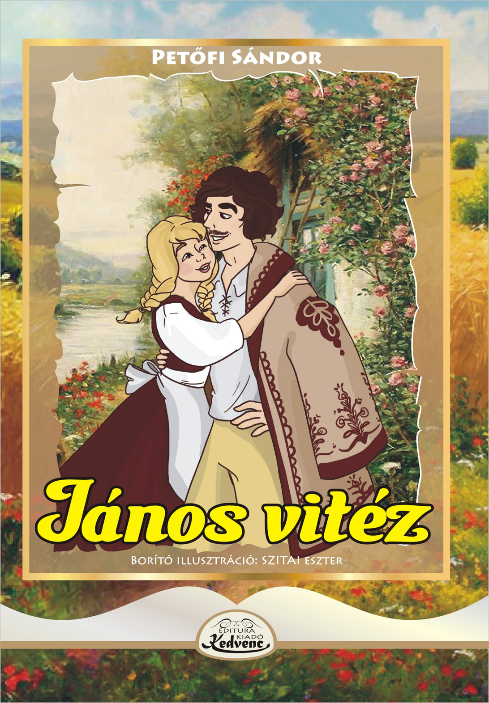 Petőfi Sándor
János vitéz
Borító illusztráció: SZITAI ESZTER
EDITURA
KIADÓ
Kedvenc